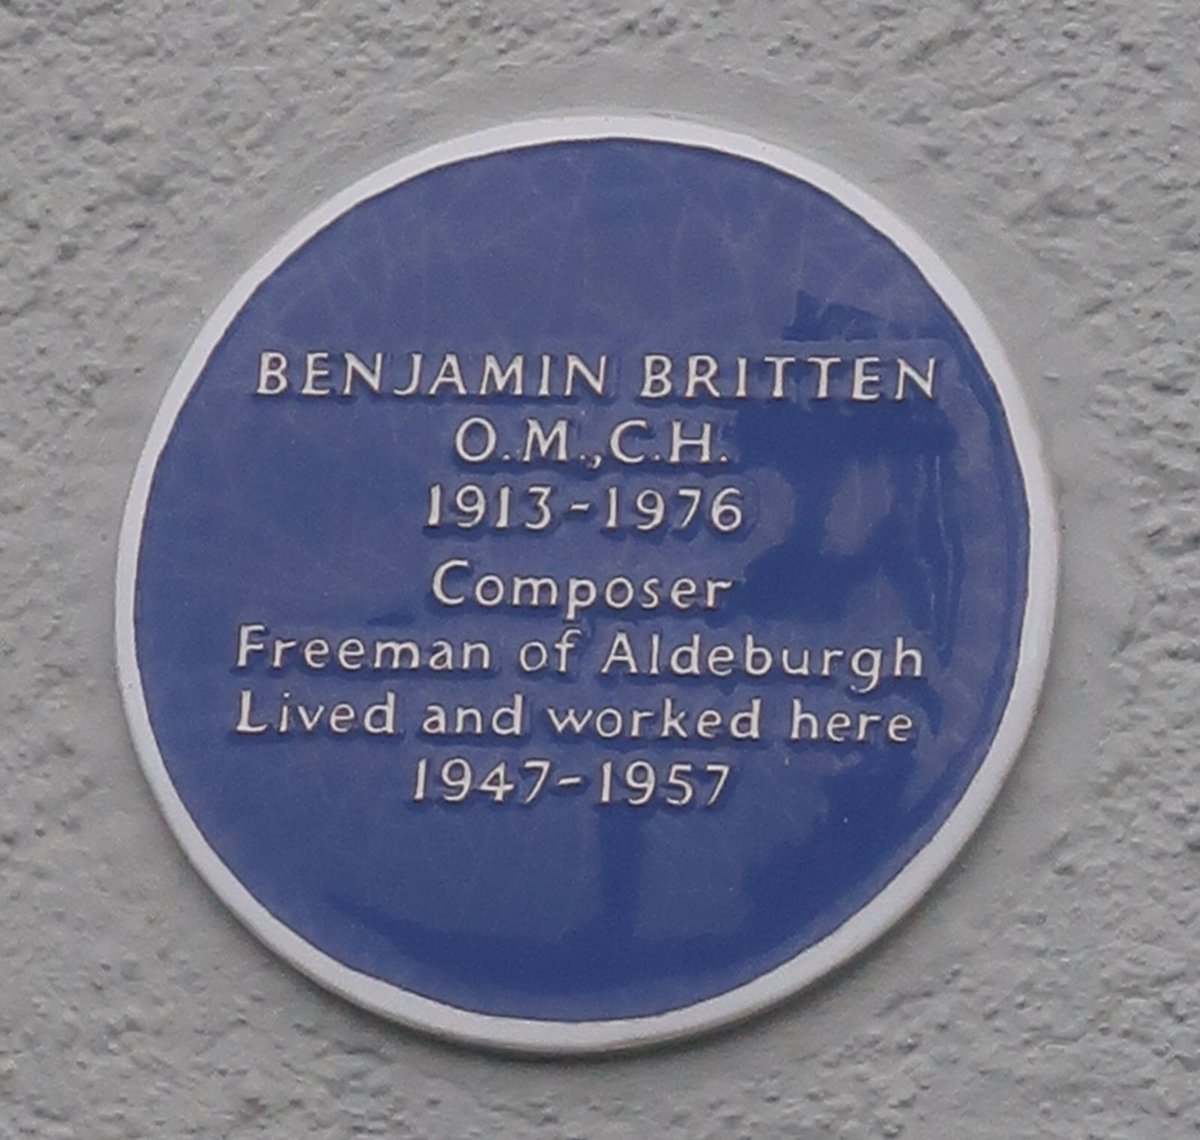 BENJAMIN BRITTEN
O.M.,C.H.
1913-1976
Composer
Freeman of Aldeburgh
Lived and worked here
1947-1957